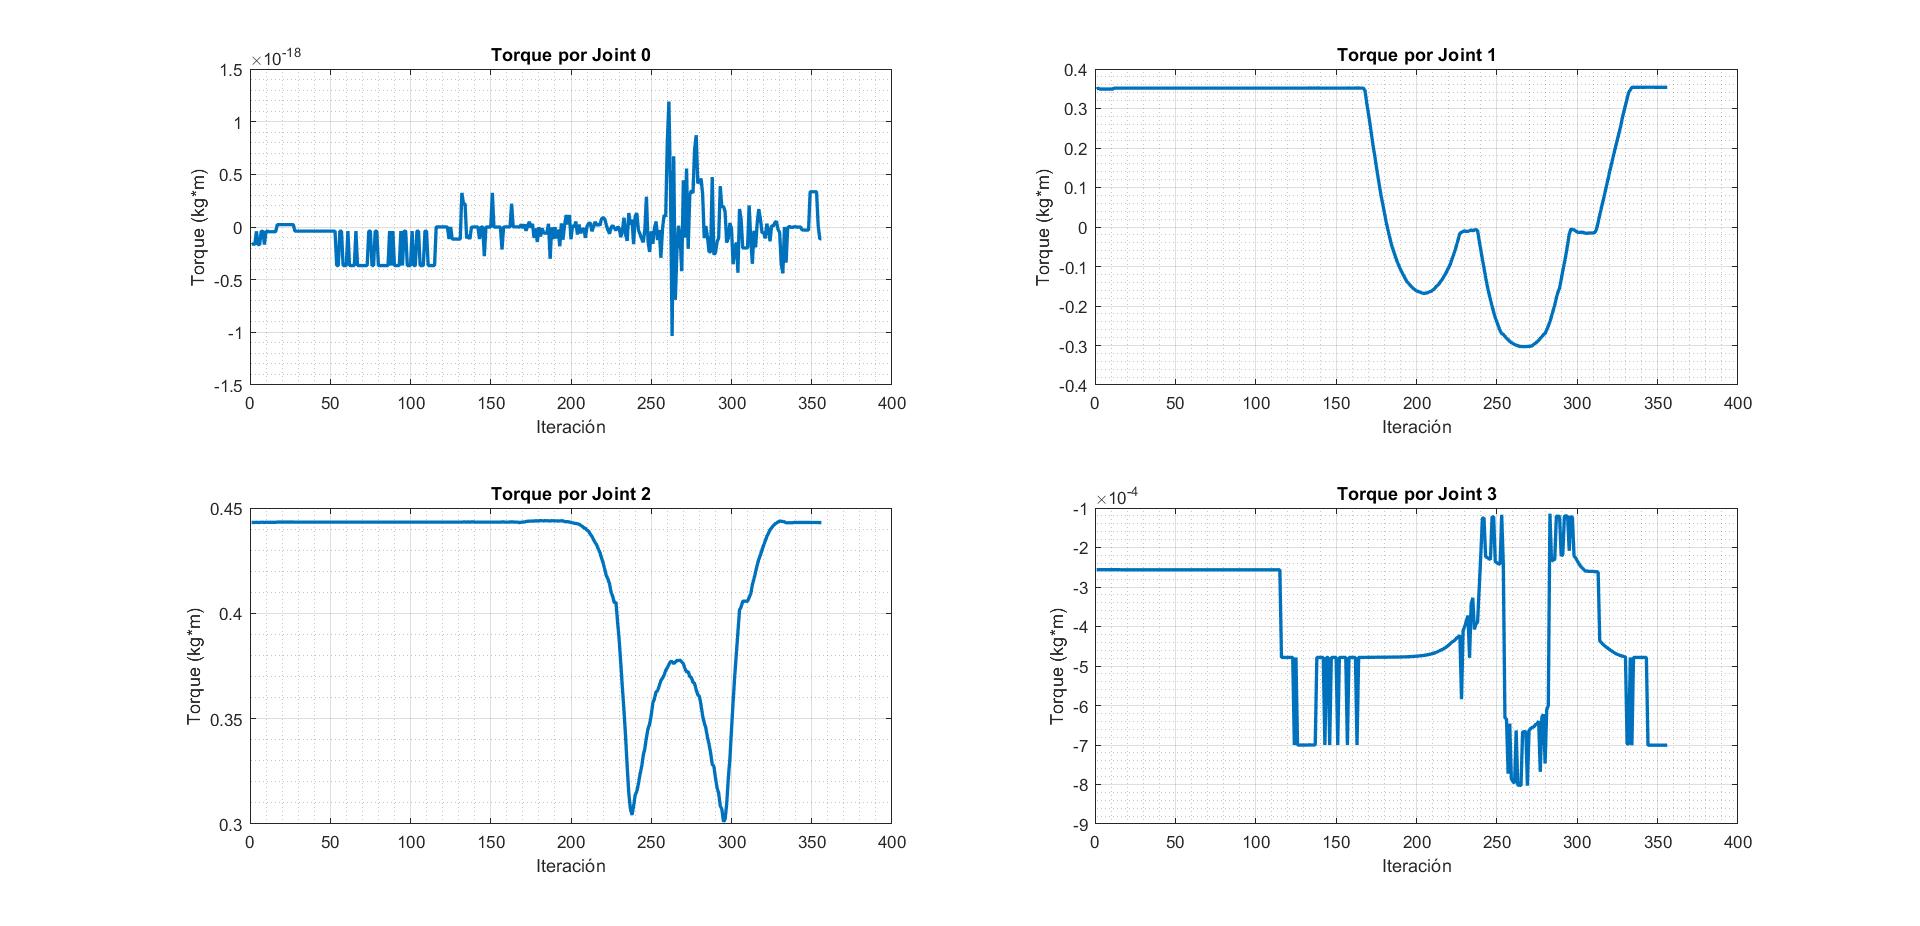 Torque por Joint 0
×10-18
1.5
1
0.5
0
-0.5
-1
-1.5
Torque (kg*m)
0 50 100 150 200 250 300 350 400
Iteración
Torque por Joint 1
0.4
0.3
0.2
0.1
0
-0.1
-0.2
-0.3
-0.4
Torque (kg*m)
0 50 100 150 200 250 300 350 400
Iteración
Torque por Joint 2
0.45
0.4
0.35
0.3
Torque (kg*m)
0 50 100 150 200 250 300 350 400
Iteración
Torque por Joint 3
×10-4
-1
-2
-3
-4
-5
-6
-7
-8
-9
Torque (kg*m)
0 50 100 150 200 250 300 350 400
Iteración